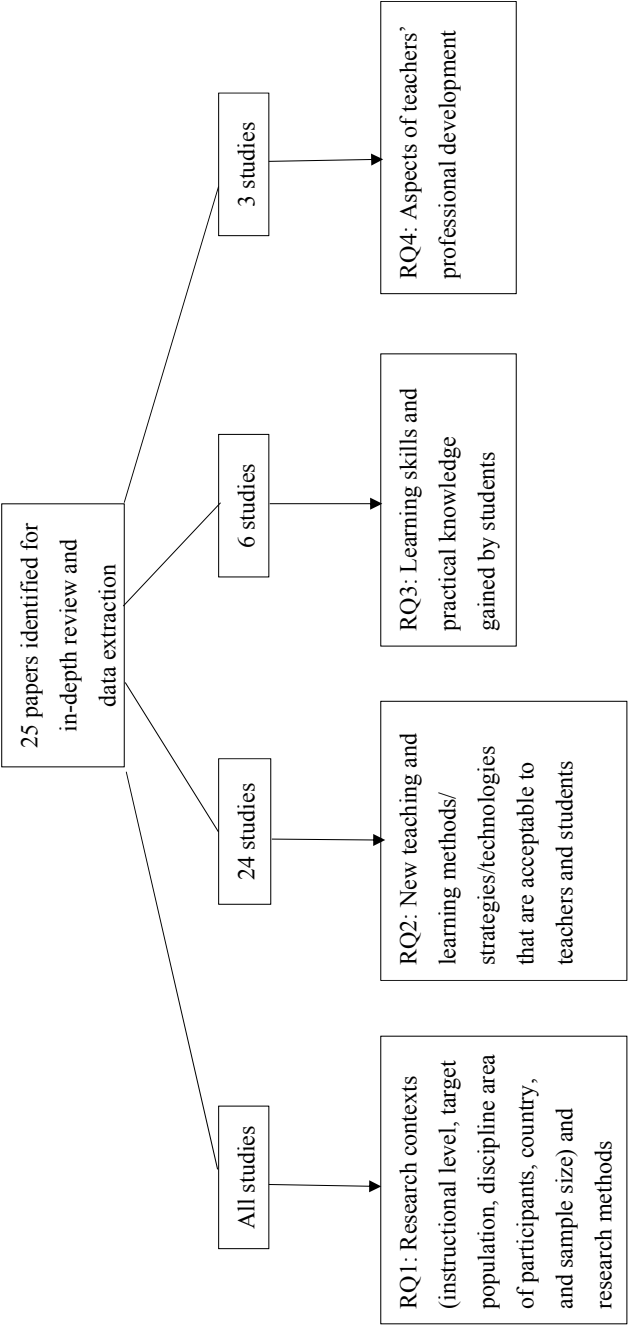 25 papers identified for
in-depth review and
data extraction
All studies
24 studies
6 studies
3 studies
RQ1: Research contexts
(instructional level, target
population, discipline area
of participants, country,
and sample size) and
research methods
RQ2: New teaching and
learning methods/
strategies/technologies
that are acceptable to
teachers and students
RQ3: Learning skills and
practical knowledge
gained by students
RQ4: Aspects of teachers’
professional development